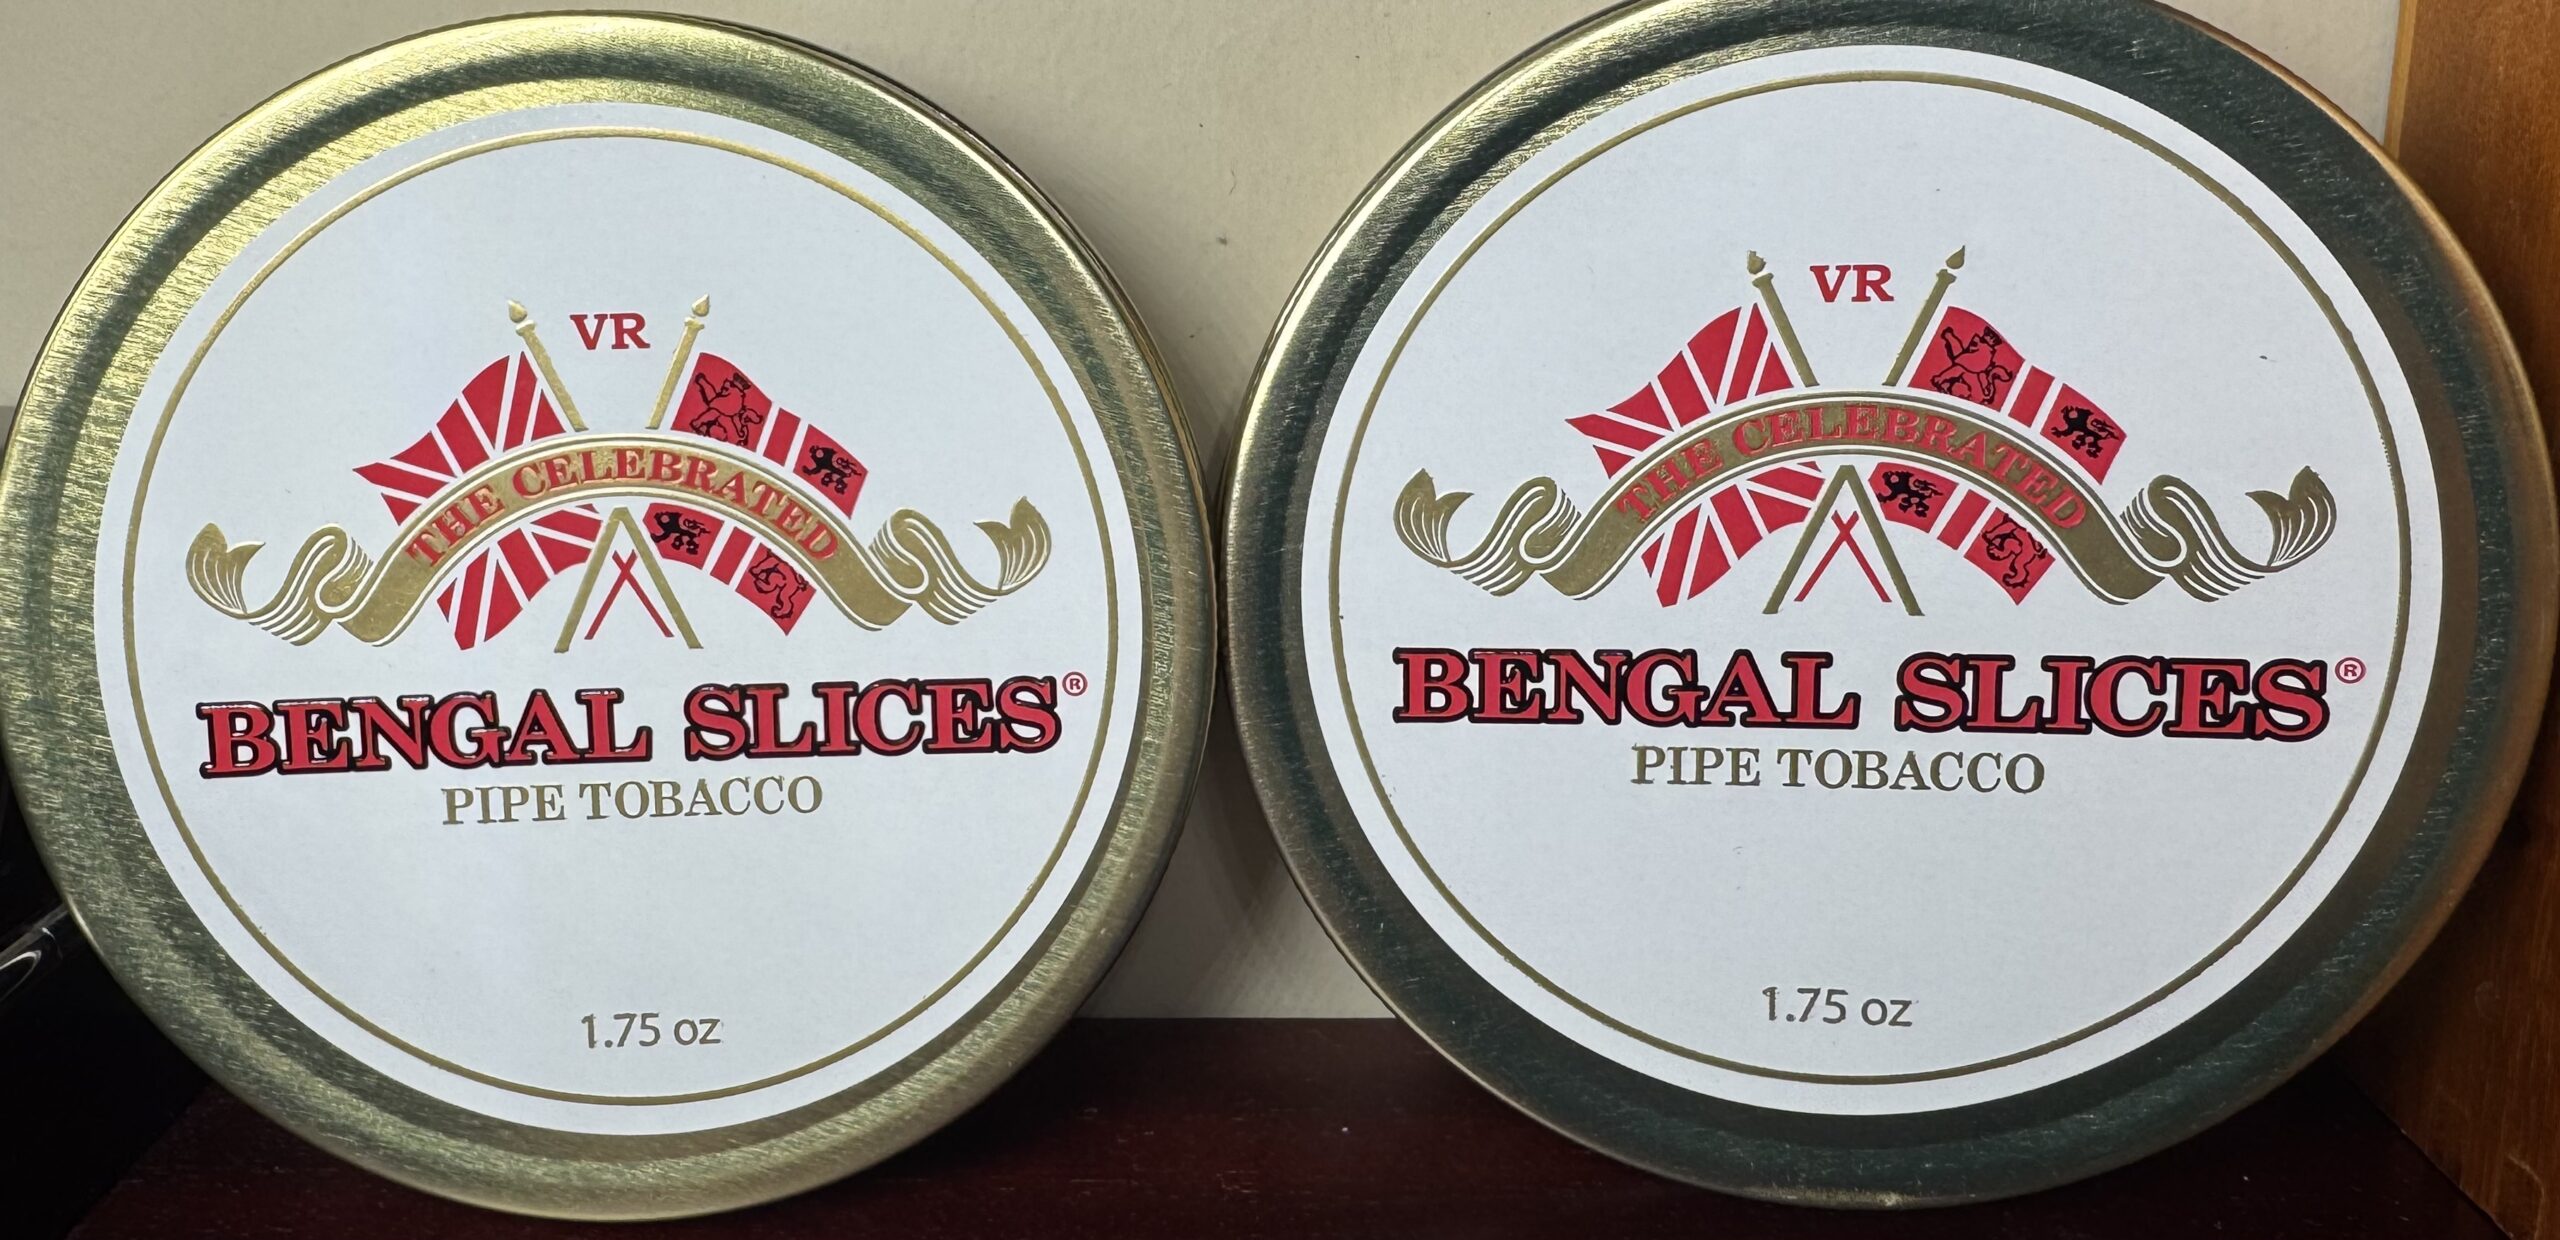 VR
THE CELEBRATED
BENGAL SLICES®
PIPE TOBACCO
1.75 oz
VR
THE CELEBRATED
BENGAL SLICES®
PIPE TOBACCO
1.75 oz